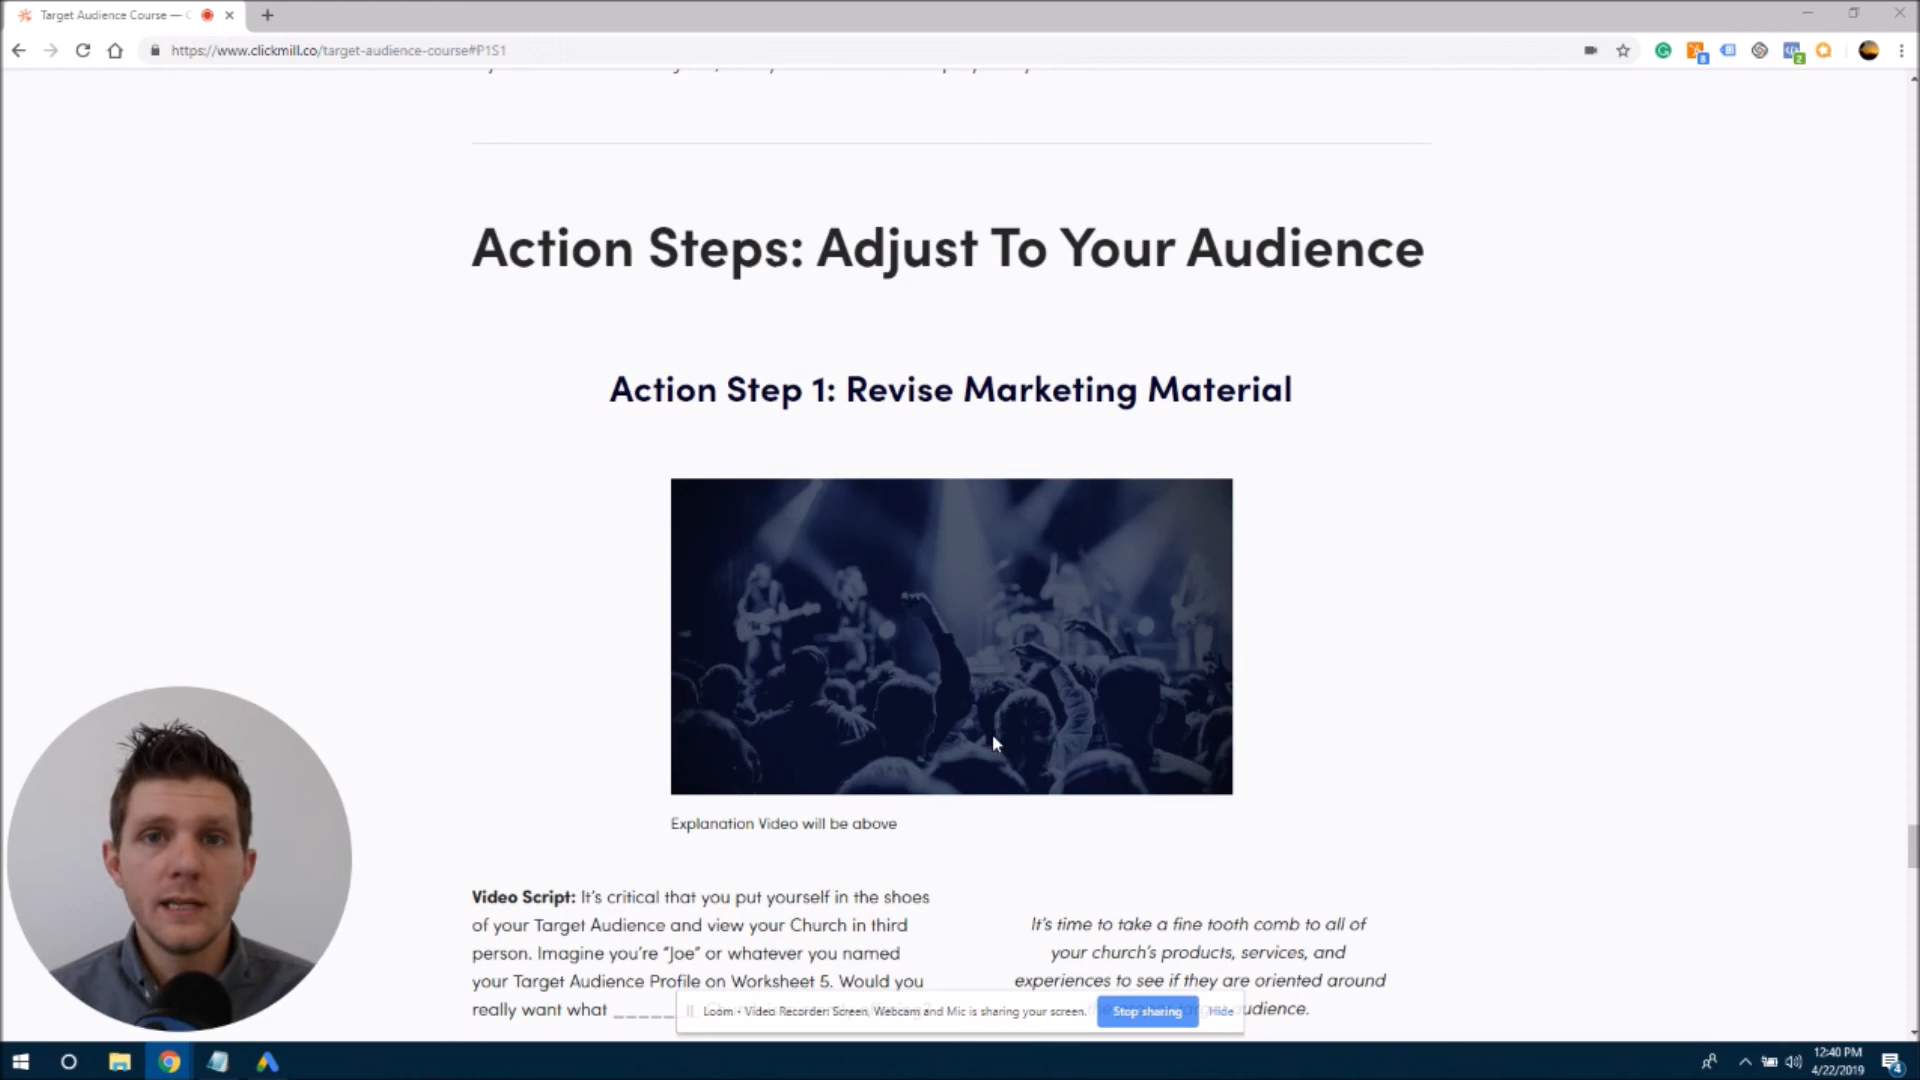 Target Audience Course — C
https://www.clickmill.co/target-audience-course#P1S1
Action Steps: Adjust To Your Audience
Action Step 1: Revise Marketing Material
Explanation Video will be above
Video Script: It's critical that you put yourself in the shoes
of your Target Audience and view your Church in third
person. Imagine you're "Joe" or whatever you named
your Target Audience Profile on Worksheet 5. Would you
really want what ______
It's time to take a fine tooth comb to all of
your church's products, services, and
experiences to see if they are oriented around
udience.
Loom - Video Recorder: Screen, Webcam and Mic is sharing your screen.
Stop sharing
Hide
8
2
12:40 PM
4/22/2019
4